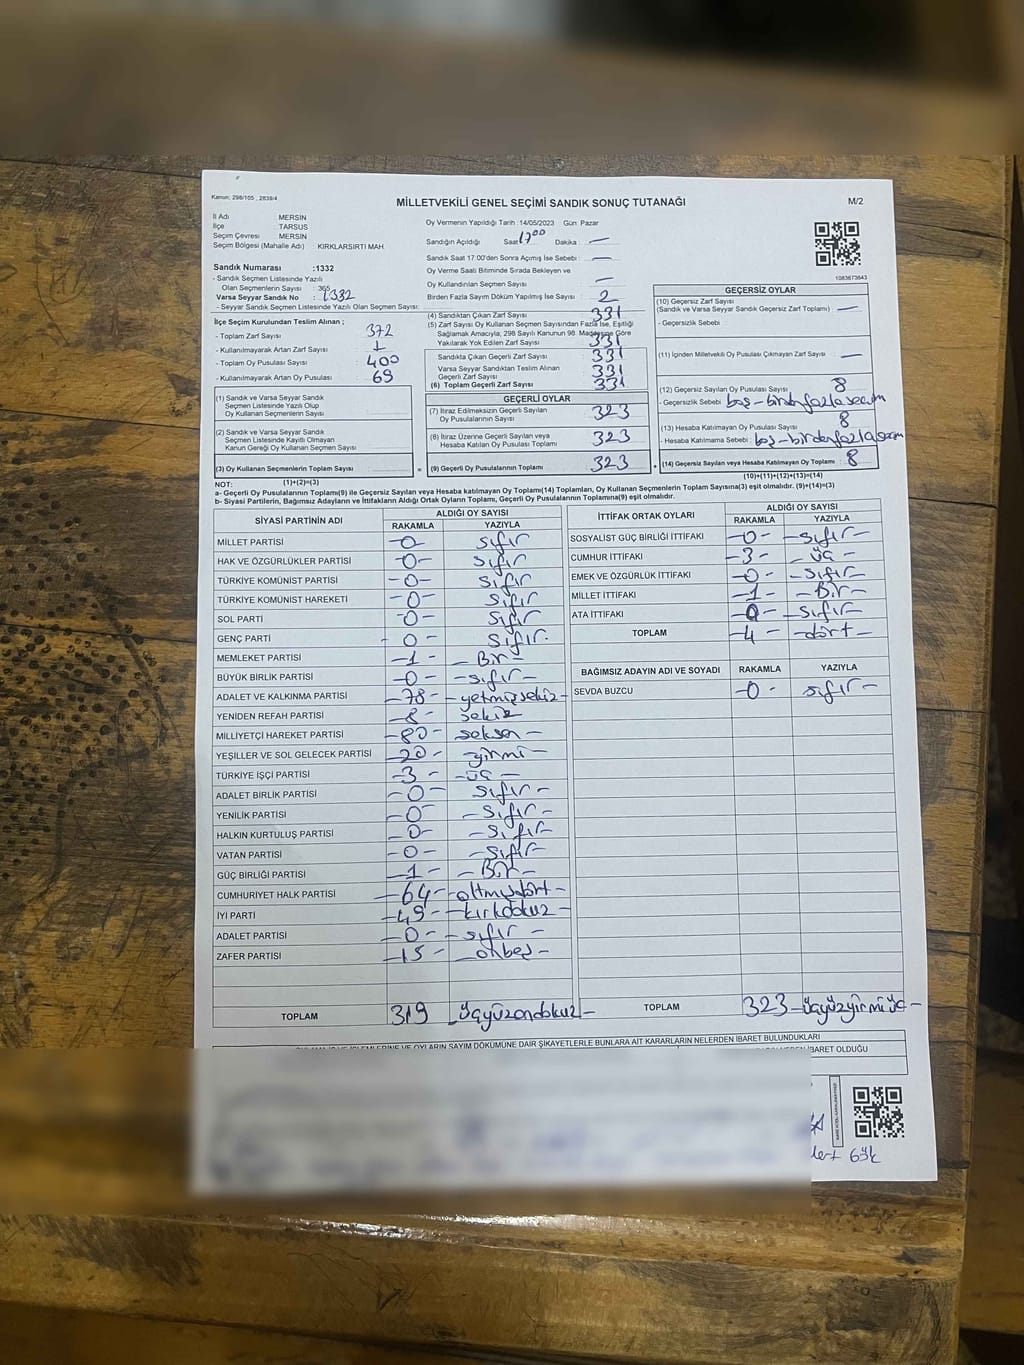 Kanun: 298/105 , 2839/4
MİLLETVEKİLİ GENEL SEÇİMİ SANDIK SONUÇ TUTANAĞI
M/2
İl Adı MERSİN
İlçe TARSUS
Seçim Çevresi MERSİN
Seçim Bölgesi (Mahalle Adı) : KIRKLARSIRTI MAH.
Sandık Numarası :1332
- Sandık Seçmen Listesinde Yazılı
Olan Seçmenlerin Sayısı : 365
Varsa Seyyar Sandık No : 1332
- Seyyar Sandık Seçmen Listesinde Yazılı Olan Seçmen Sayısı:
Oy Vermenin Yapıldığı Tarih :14/05/2023 Gün: Pazar
Sandığın Açıldığı Saat 17 00 Dakika : —
Sandık Saat 17.00'den Sonra Açımış İse Sebebi : —
Oy Verme Saati Bitiminde Sırada Bekleyen ve
Oy Kullandırılan Seçmen Sayısı : —
Birden Fazla Sayım Döküm Yapılmış İse Sayısı : 2
1083673843
İlçe Seçim Kurulundan Teslim Alınan ;
- Toplam Zarf Sayısı : 372
- Kullanılmayarak Artan Zarf Sayısı : 1
- Toplam Oy Pusulası Sayısı : 400
- Kullanılmayarak Artan Oy Pusulası : 69
(1) Sandık ve Varsa Seyyar Sandık
Seçmen Listesinde Yazılı Olup
Oy Kullanan Seçmenlerin Sayısı
(2) Sandık ve Varsa Seyyar Sandık
Seçmen Listesinde Kayıtlı Olmayan
Kanun Gereği Oy Kullanan Seçmen Sayısı
(3) Oy Kullanan Seçmenlerin Toplam Sayısı
(1)+(2)=(3)
(4) Sandıktan Çıkan Zarf Sayısı : 331
(5) Zarf Sayısı Oy Kullanan Seçmen Sayısından Fazla İse, Eşitliği
Sağlamak Amacıyla, 298 Sayılı Kanunun 98. Maddesine Göre
Yakılarak Yok Edilen Zarf Sayısı : 331
Sandıkta Çıkan Geçerli Zarf Sayısı : 331
Varsa Seyyar Sandıktan Teslim Alınan
Geçerli Zarf Sayısı : 331
(6) Toplam Geçerli Zarf Sayısı : 331
GEÇERLİ OYLAR
(7) İtiraz Edilmeksizin Geçerli Sayılan
Oy Pusulalarının Sayısı : 323
(8) İtiraz Üzerine Geçerli Sayılan veya
Hesaba Katılan Oy Pusulası Toplamı : 323
(9) Geçerli Oy Pusulalarının Toplamı : 323
GEÇERSİZ OYLAR
(10) Geçersiz Zarf Sayısı
(Sandık ve Varsa Seyyar Sandık Geçersiz Zarf Toplamı) : —
- Geçersizlik Sebebi :
(11) İçinden Milletvekili Oy Pusulası Çıkmayan Zarf Sayısı : —
(12) Geçersiz Sayılan Oy Pusulası Sayısı : 8
- Geçersizlik Sebebi : boş-birden fazla seçim
(13) Hesaba Katılmayan Oy Pusulası Sayısı : 8
- Hesaba Katılmama Sebebi : boş-birden fazla seçim
(14) Geçersiz Sayılan veya Hesaba Katılmayan Oy Toplamı : 8
(10)+(11)+(12)+(13)=(14)
NOT:
a- Geçerli Oy Pusulalarının Toplamı(9) ile Geçersiz Sayılan veya Hesaba katılmayan Oy Toplamı(14) Toplamları, Oy Kullanan Seçmenlerin Toplam Sayısına(3) eşit olmalıdır. (9)+(14)=(3)
b- Siyasi Partilerin, Bağımsız Adayların ve İttifakların Aldığı Ortak Oyların Toplamı, Geçerli Oy Pusulalarının Toplamına(9) eşit olmalıdır.
SİYASİ PARTİNİN ADI ALDIĞI OY SAYISI
RAKAMLA YAZIYLA
MİLLET PARTİSİ —0— sıfır
HAK VE ÖZGÜRLÜKLER PARTİSİ —0— sıfır
TÜRKİYE KOMÜNİST PARTİSİ —0— sıfır
TÜRKİYE KOMÜNİST HAREKETİ —0— sıfır
SOL PARTİ —0— sıfır
GENÇ PARTİ — 0 — sıfır.
MEMLEKET PARTİSİ —1— — Bir —
BÜYÜK BİRLİK PARTİSİ —0— —sıfır—
ADALET VE KALKINMA PARTİSİ —78— —yetmişsekiz—
YENİDEN REFAH PARTİSİ —8— sekiz
MİLLİYETÇİ HAREKET PARTİSİ —80— seksen —
YEŞİLLER VE SOL GELECEK PARTİSİ —20— yirmi —
TÜRKİYE İŞÇİ PARTİSİ —3— —üç —
ADALET BİRLİK PARTİSİ —0— sıfır—
YENİLİK PARTİSİ —0— —sıfır—
HALKIN KURTULUŞ PARTİSİ —0— —sıfır—
VATAN PARTİSİ —0— —sıfır—
GÜÇ BİRLİĞİ PARTİSİ —1— —Bir—
CUMHURİYET HALK PARTİSİ —64— —altmışdört—
İYİ PARTİ —49— —kırkdokuz—
ADALET PARTİSİ —0— —sıfır —
ZAFER PARTİSİ —15— —onbeş—
TOPLAM 319 —üçyüzondokuz—
İTTİFAK ORTAK OYLARI ALDIĞI OY SAYISI
RAKAMLA YAZIYLA
SOSYALİST GÜÇ BİRLİĞİ İTTİFAKI —0— —sıfır—
CUMHUR İTTİFAKI —3— —üç —
EMEK VE ÖZGÜRLÜK İTTİFAKI —0— —sıfır—
MİLLET İTTİFAKI —1— —Bir—
ATA İTTİFAKI —0— —sıfır—
TOPLAM —4— —dört—
BAĞIMSIZ ADAYIN ADI VE SOYADI RAKAMLA YAZIYLA
SEVDA BUZCU —0— sıfır—
TOPLAM 323 —üçyüzyirmiüç—
OYLARIN SAYIM DÖKÜMÜNE DAİR ŞİKAYETLERLE BUNLARA AİT KARARLARIN NELERDEN İBARET BULUNDUKLARI
İBARET OLDUĞU